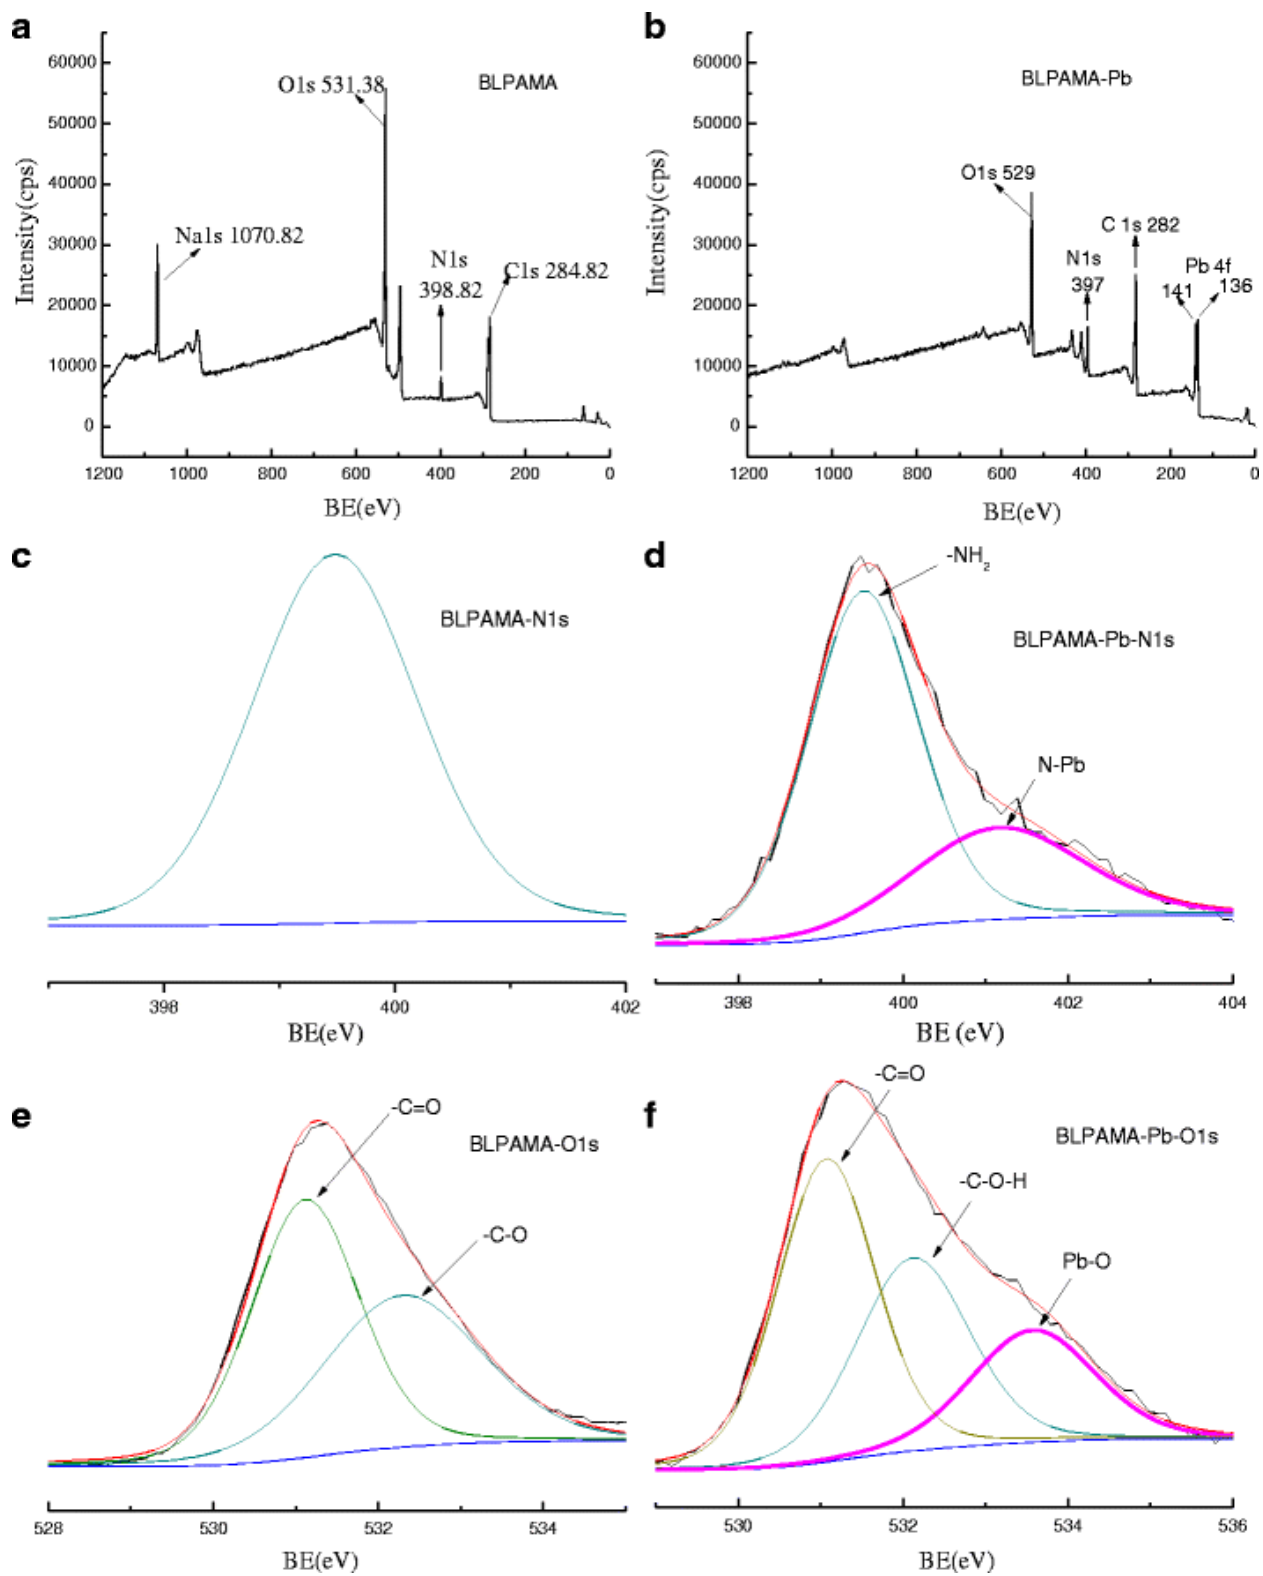 a
60000
50000
40000
30000
20000
10000
0
Intensity(cps)
O1s 531.38
BLPAMA
Na1s 1070.82
N1s
398.82
C1s 284.82
1200
1000
800
600
400
200
0
BE(eV)
b
60000
50000
40000
30000
20000
10000
0
Intensity(cps)
BLPAMA-Pb
O1s 529
C 1s 282
N1s
397
Pb 4f
141
136
1200
1000
800
600
400
200
0
BE(eV)
c
BLPAMA-N1s
398
400
402
BE(eV)
d
-NH2
BLPAMA-Pb-N1s
N-Pb
398
400
402
404
BE (eV)
e
-C=O
BLPAMA-O1s
-C-O
528
530
532
534
BE(eV)
f
-C=O
BLPAMA-Pb-O1s
-C-O-H
Pb-O
530
532
534
536
BE(eV)